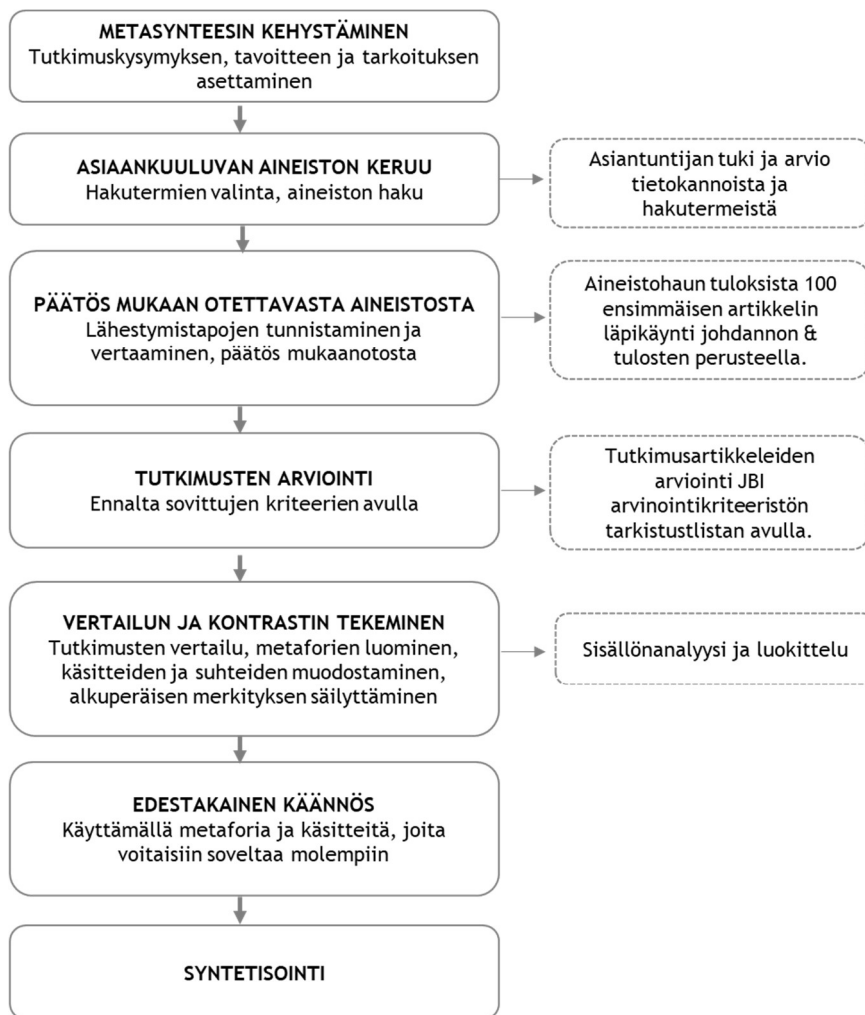 METASYNTEESIN KEHYSTÄMINEN
Tutkimuskysymyksen, tavoitteen ja tarkoituksen
asettaminen
ASIAANKUULUVAN AINEISTON KERUU
Hakutermien valinta, aineiston haku
Asiantuntijan tuki ja arvio
tietokannoista ja
hakutermeistä
PÄÄTÖS MUKAAN OTETTAVASTA AINEISTOSTA
Lähestymistapojen tunnistaminen ja
vertaaminen, päätös mukaanotosta
Aineistohaun tuloksista 100
ensimmäisen artikkelin
läpikäynti johdannon &
tulosten perusteella.
TUTKIMUSTEN ARVIOINTI
Ennalta sovittujen kriteerien avulla
Tutkimusartikkeleiden
arviointi JBI
arvinointikriteeristön
tarkistustlistan avulla.
VERTAILUN JA KONTRASTIN TEKEMINEN
Tutkimusten vertailu, metaforien luominen,
käsitteiden ja suhteiden muodostaminen,
alkuperäisen merkityksen säilyttäminen
Sisällönanalyysi ja luokittelu
EDESTAKAINEN KÄÄNNÖS
Käyttämällä metaforia ja käsitteitä, joita
voitaisiin soveltaa molempiin
SYNTETISOINTI